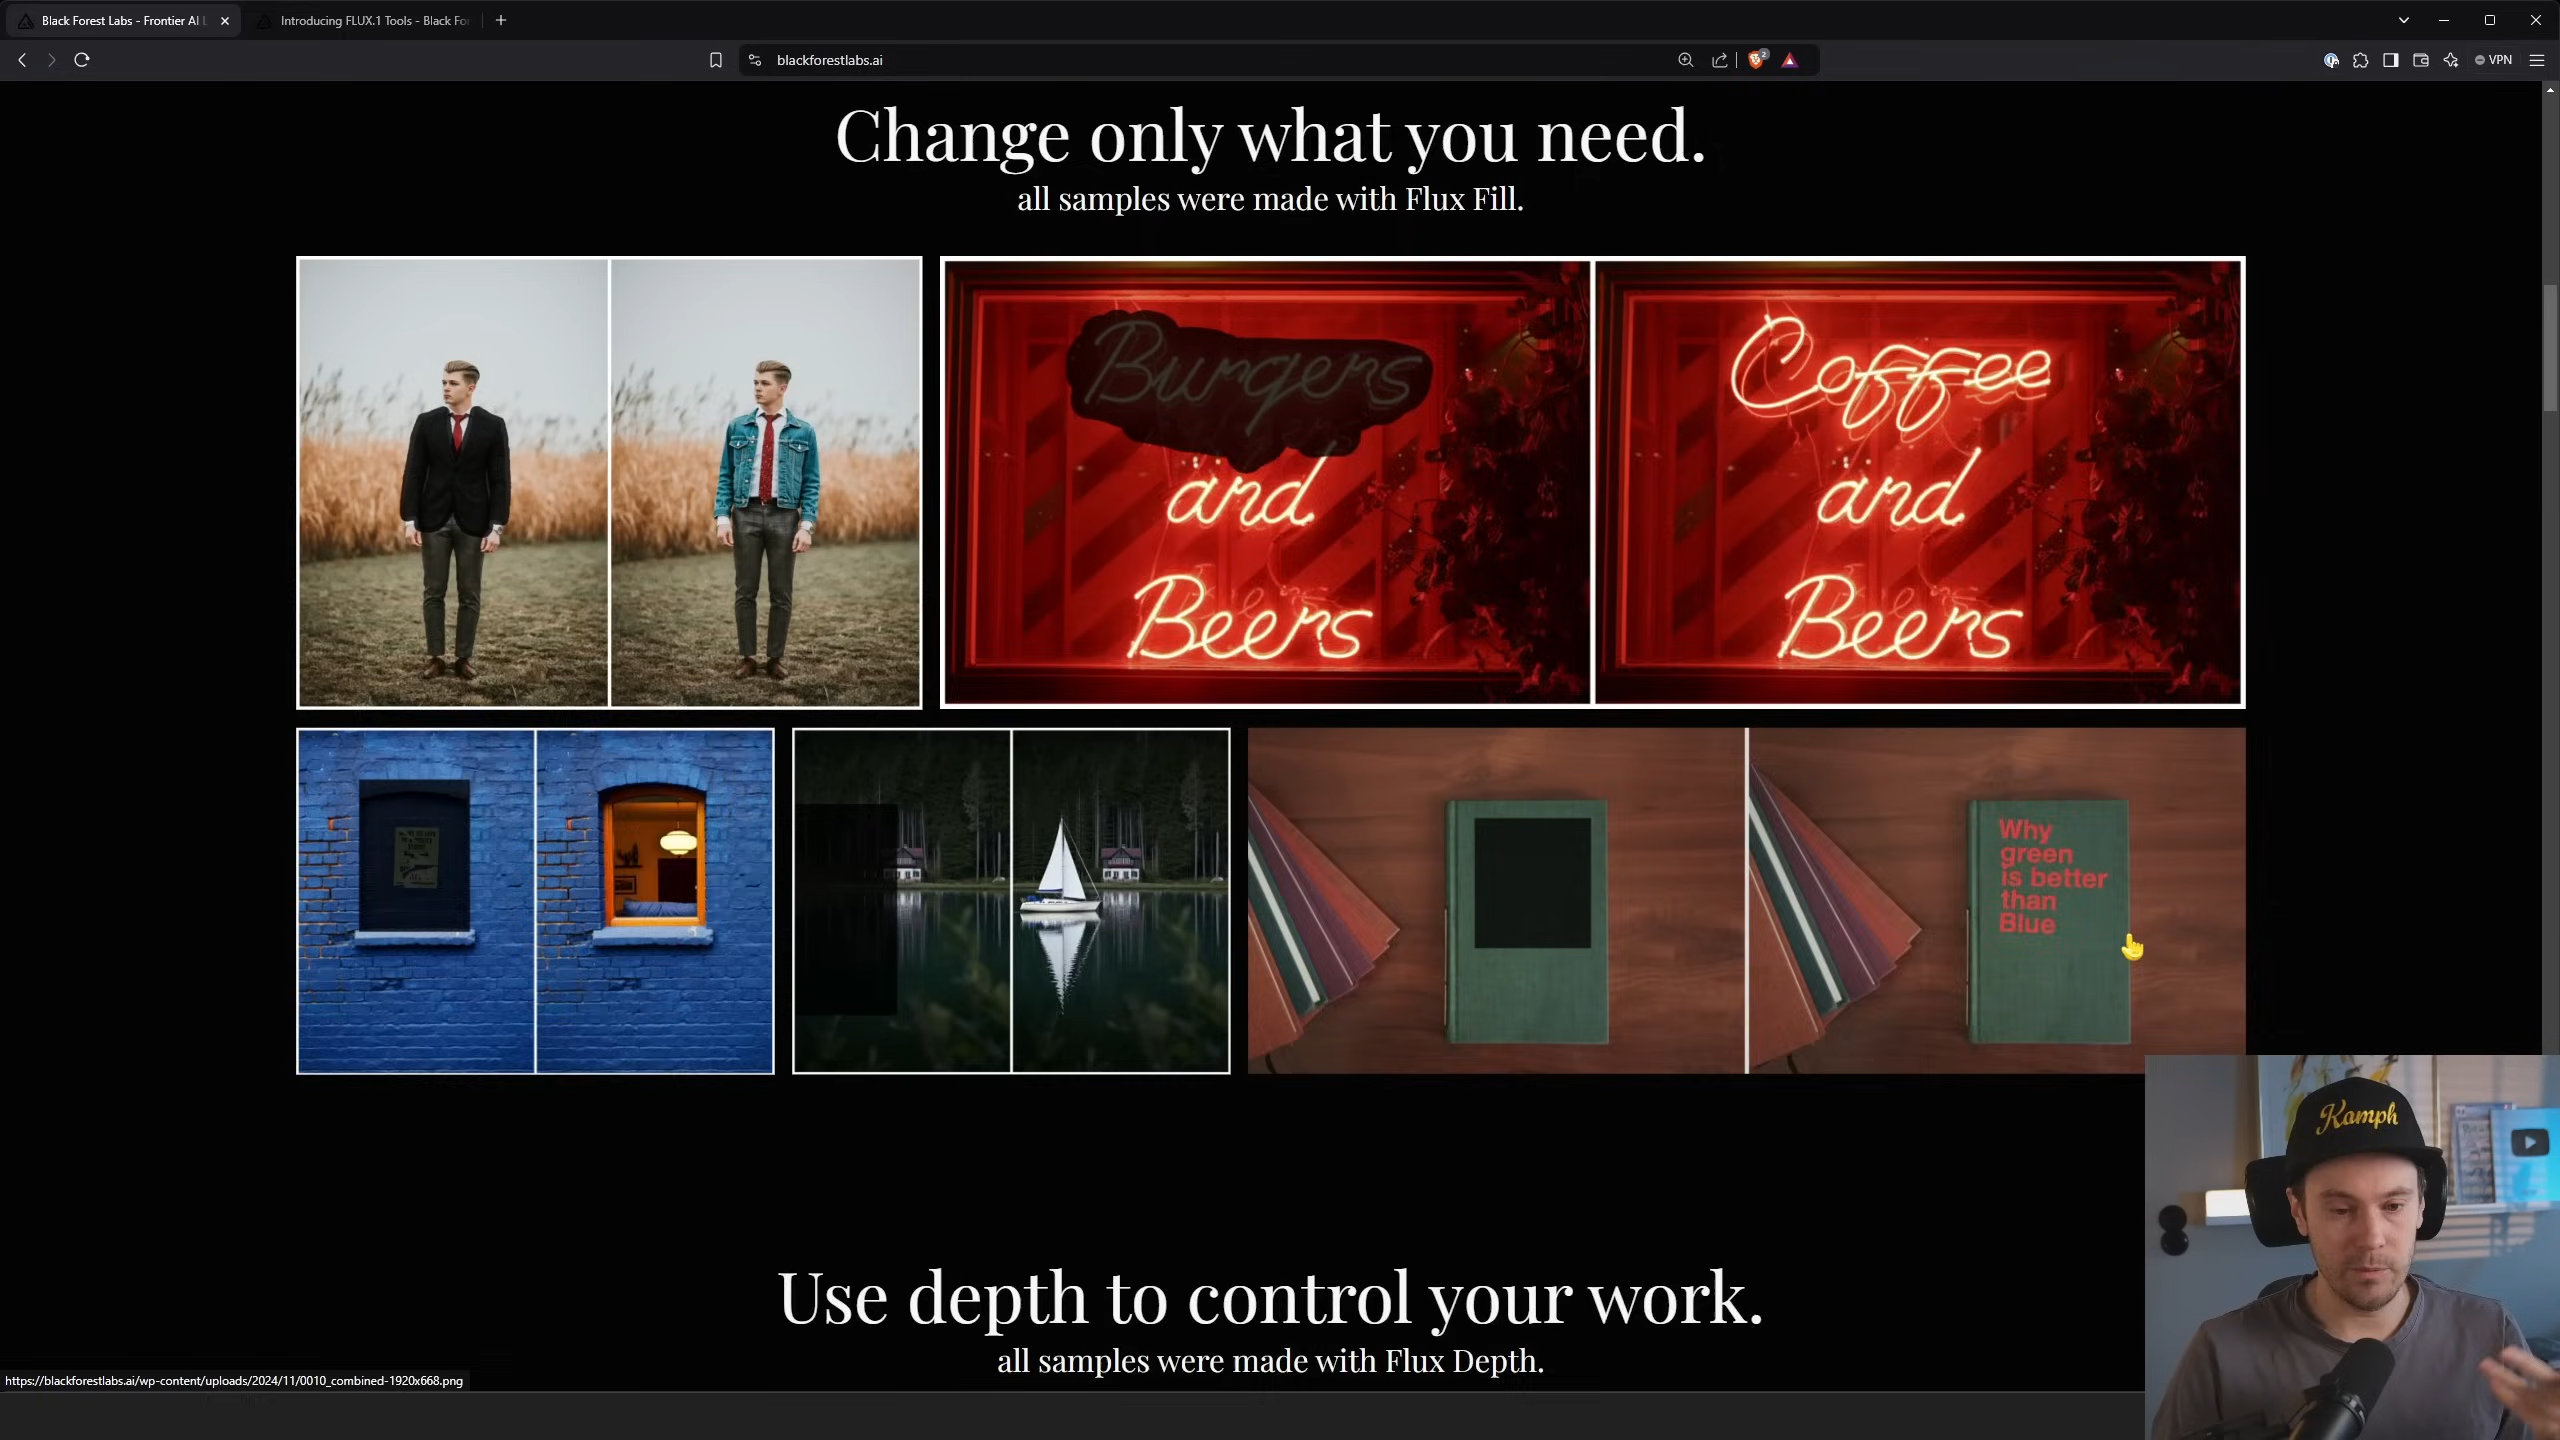 Black Forest Labs - Frontier AI L
Introducing FLUX.1 Tools - Black For
blackforestlabs.ai
2
VPN
Change only what you need.
all samples were made with Flux Fill.
Burgers
and
Beers
Coffee
and
Beers
Why
green
is better
than
Blue
Kamph
Use depth to control your work.
all samples were made with Flux Depth.
https://blackforestlabs.ai/wp-content/uploads/2024/11/0010_combined-1920x668.png